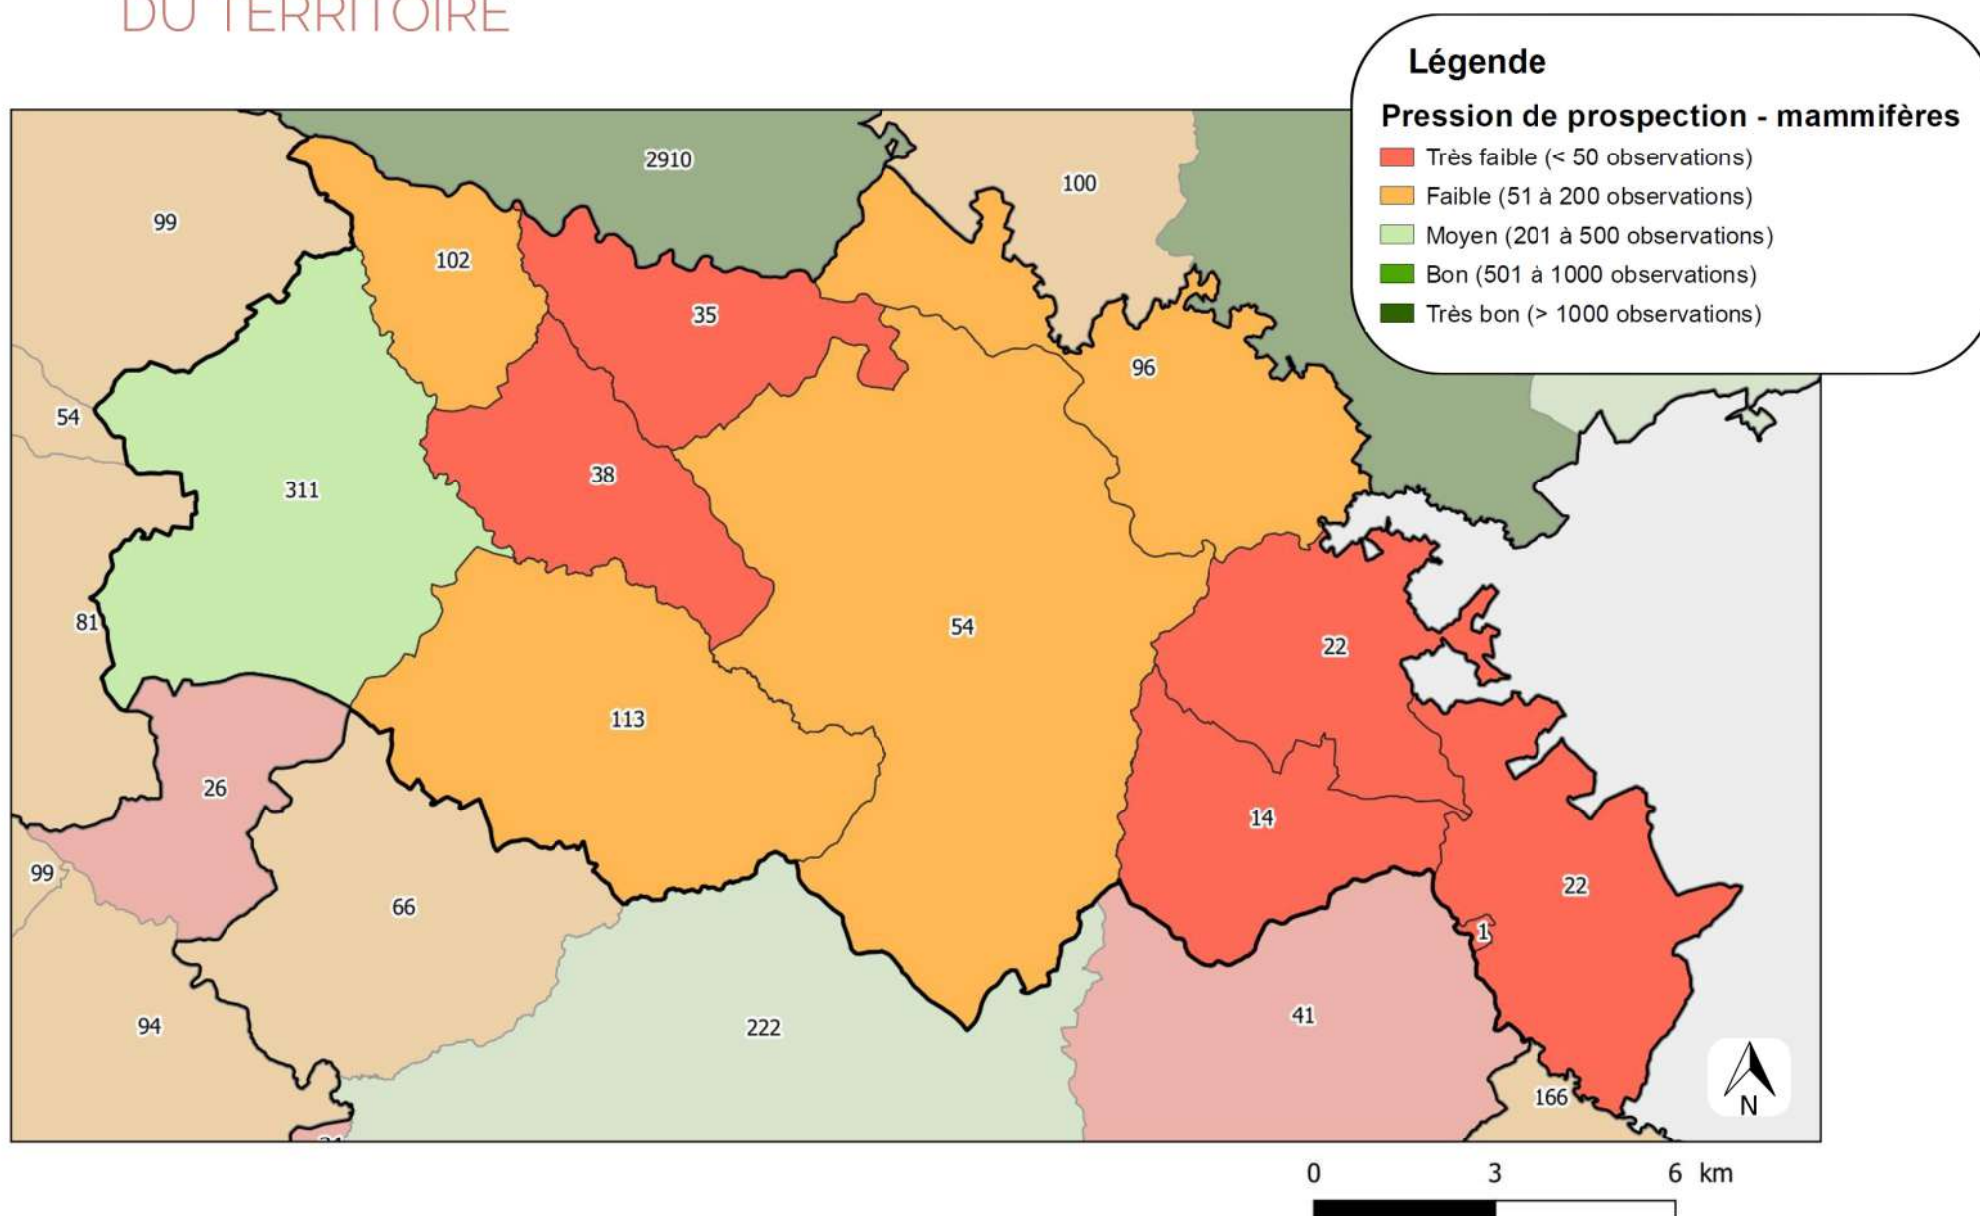 DU TERRITOIRE
Légende
Pression de prospection - mammifères
Très faible (< 50 observations)
Faible (51 à 200 observations)
Moyen (201 à 500 observations)
Bon (501 à 1000 observations)
Très bon (> 1000 observations)
2910
100
99
102
35
96
54
38
311
81
54
22
113
26
14
99
66
22
1
94
222
41
166
N
0 3 6 km